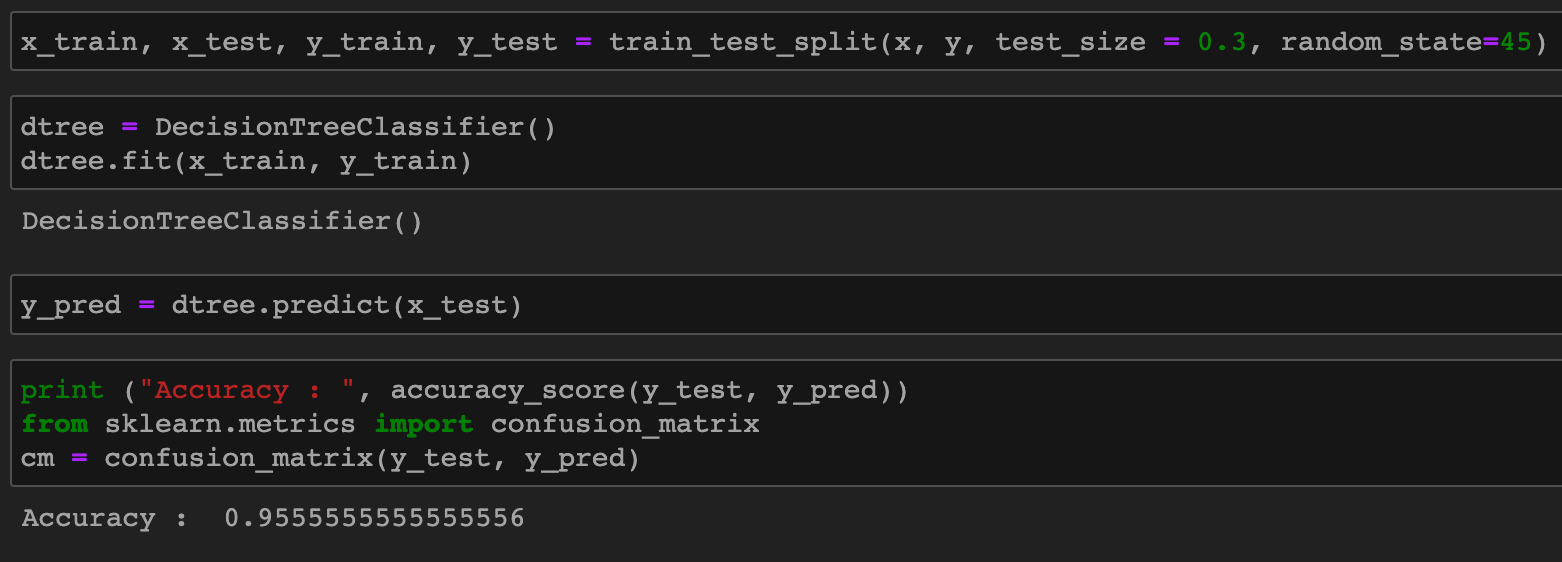 x_train, x_test, y_train, y_test = train_test_split(x, y, test_size = 0.3, random_state=45)
dtree = DecisionTreeClassifier()
dtree.fit(x_train, y_train)
DecisionTreeClassifier()
y_pred = dtree.predict(x_test)
print ("Accuracy : ", accuracy_score(y_test, y_pred))
from sklearn.metrics import confusion_matrix
cm = confusion_matrix(y_test, y_pred)
Accuracy :  0.9555555555555556